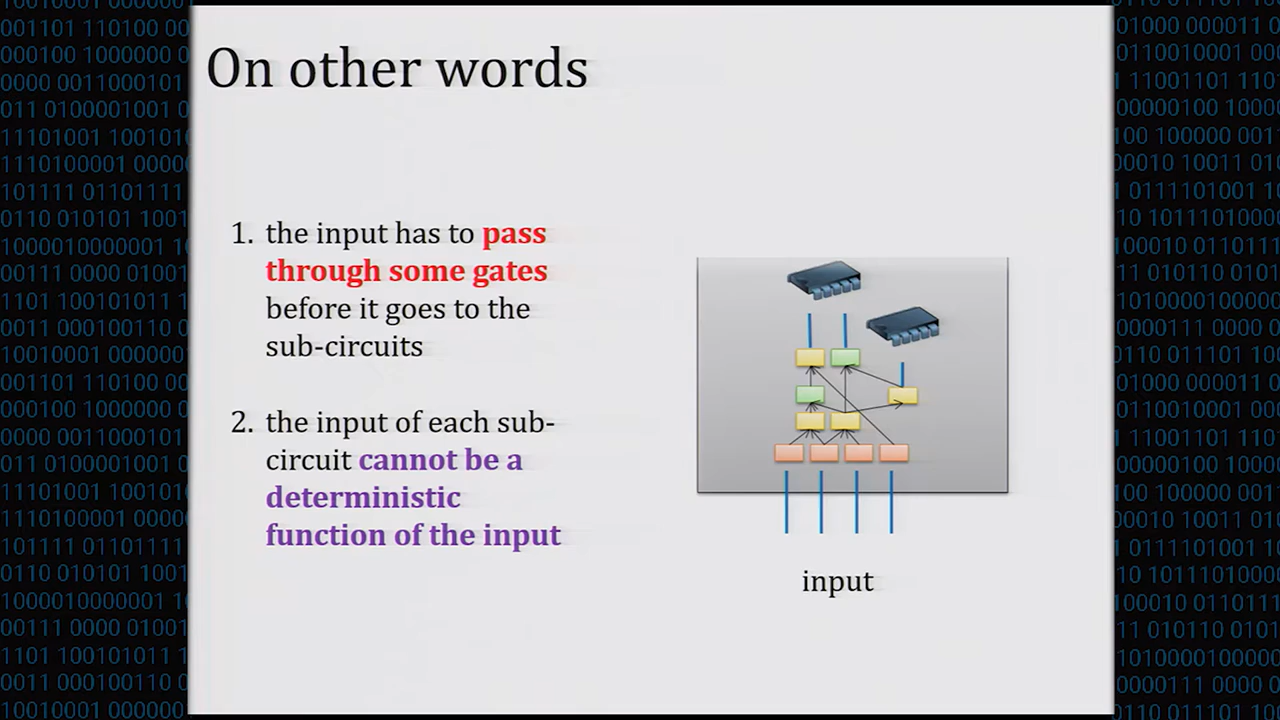 On other words
1. the input has to pass
through some gates
before it goes to the
sub-circuits
2. the input of each sub-
circuit cannot be a
deterministic
function of the input
input